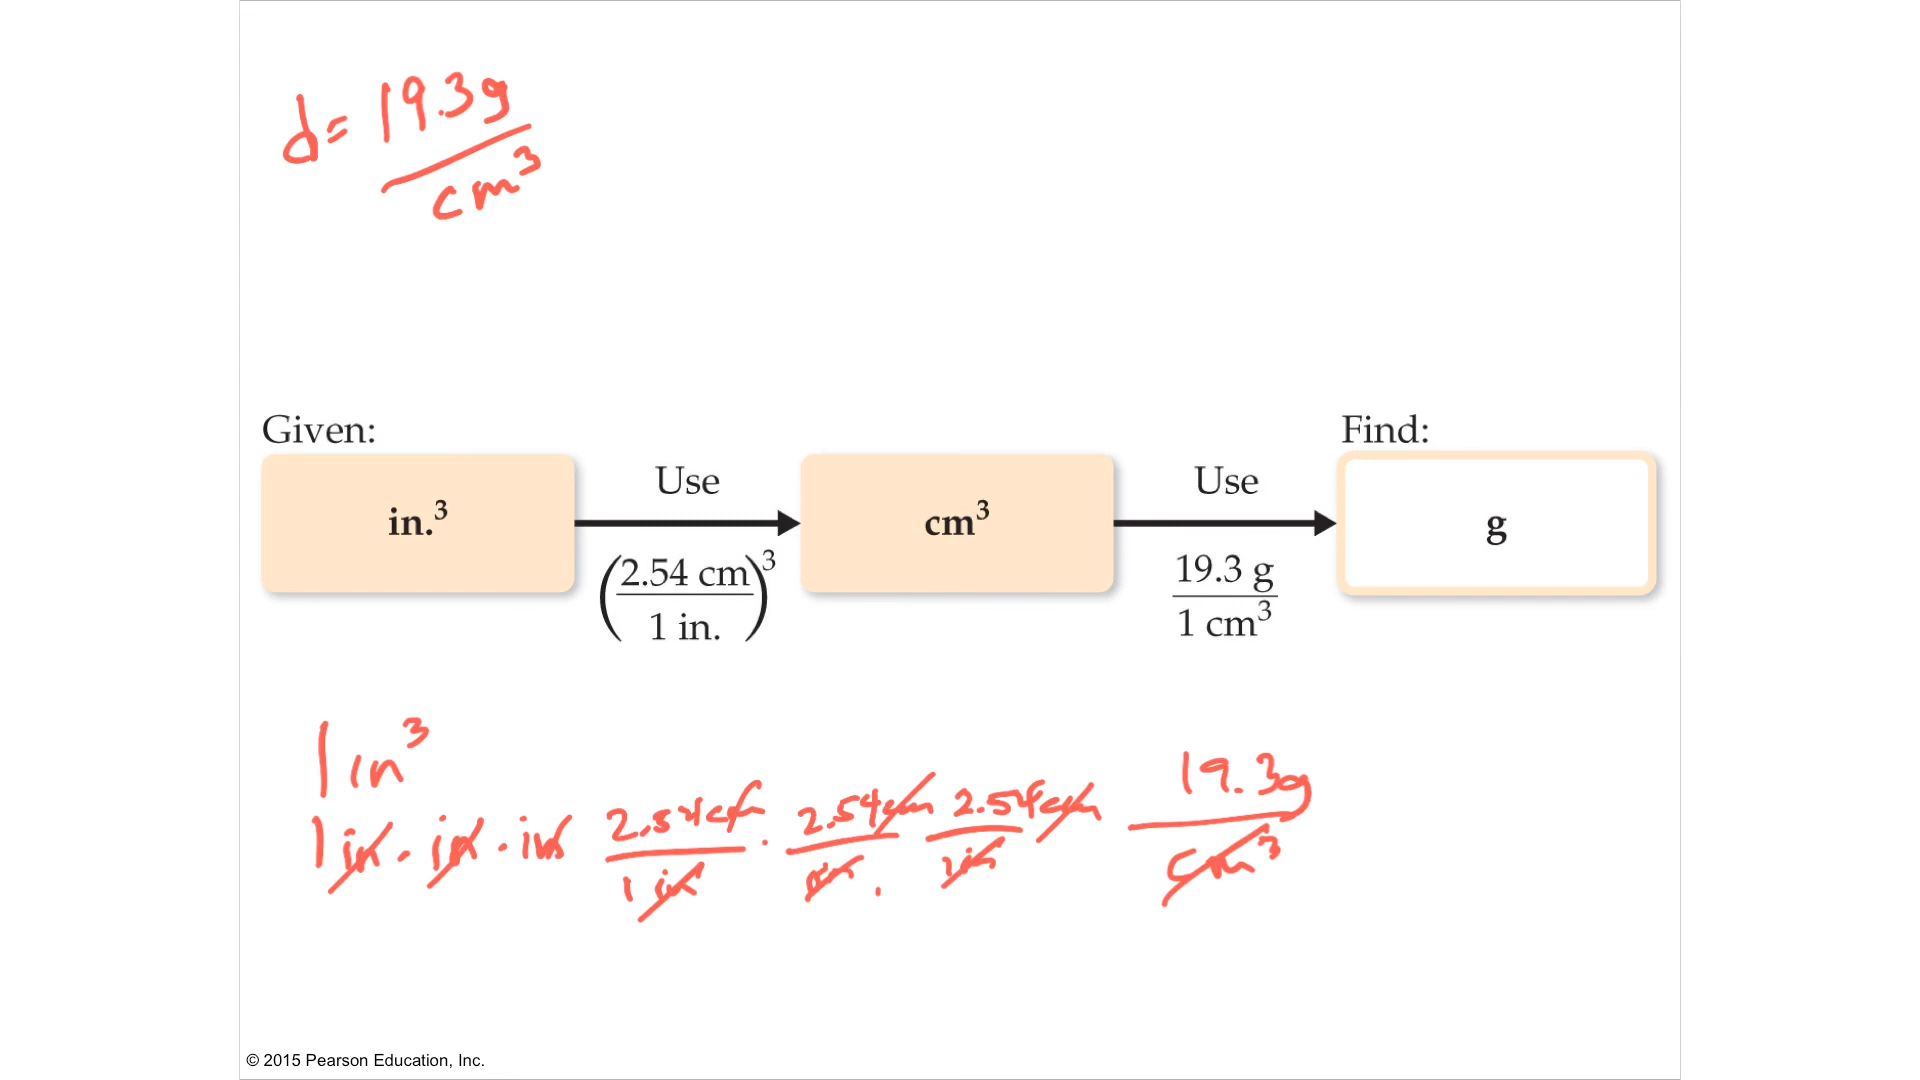 d = 19.3g
cm³
Given:
Find:
in.³
Use
cm³
Use
g
(2.54 cm / 1 in.)³
19.3 g
1 cm³
1 in³
1 in · in · in 2.54 cm · 2.54 cm 2.54 cm 19.3g
1 in in · in cm³
© 2015 Pearson Education, Inc.